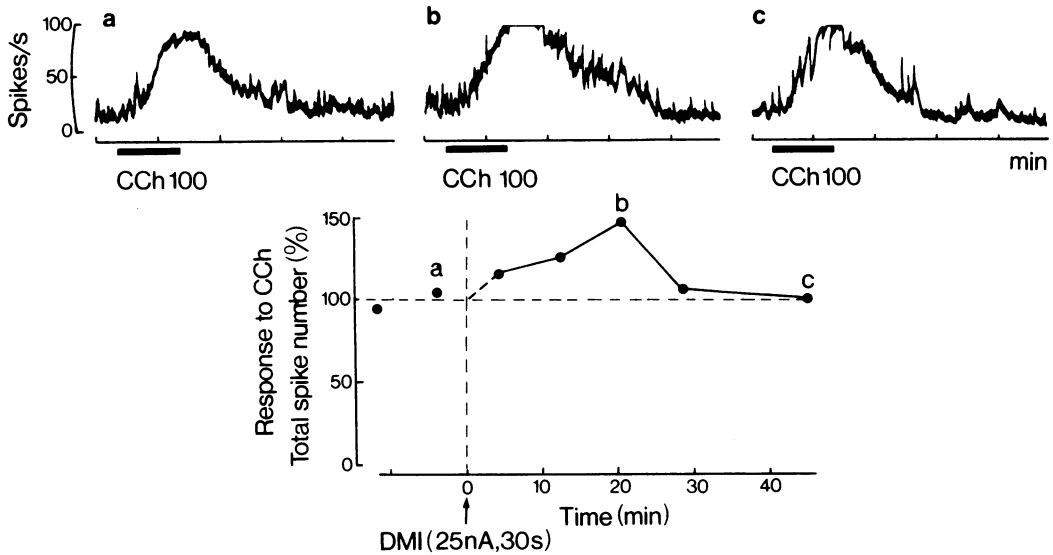 a
b
c
Spikes/s
100
50
0
CCh 100
CCh 100
CCh100
min
Response to CCh
Total spike number (%)
150
100
50
0
a
b
c
0
10
20
30
40
Time (min)
DMI (25nA,30s)